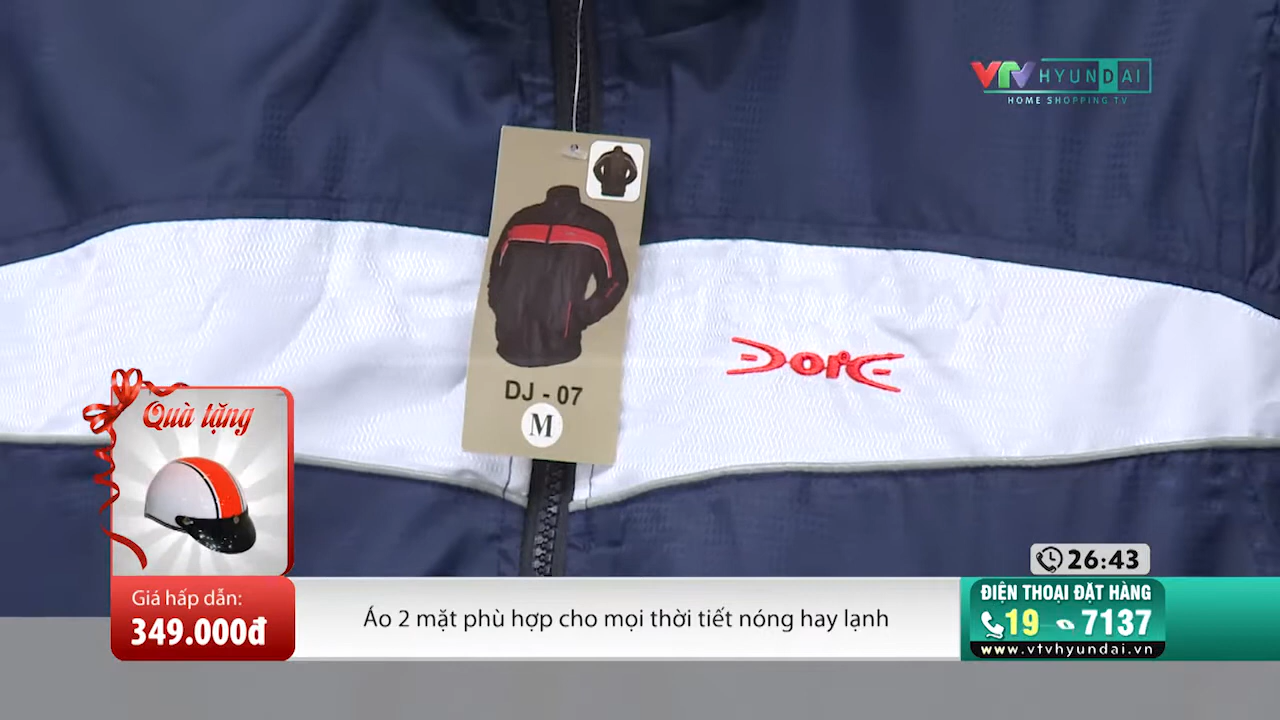 VTV HYUNDAI
HOME SHOPPING TV
DJ - 07
M
Quà tặng
Giá hấp dẫn:
349.000đ
Áo 2 mặt phù hợp cho mọi thời tiết nóng hay lạnh
26:43
ĐIỆN THOẠI ĐẶT HÀNG
19 7137
www.vtvhyundai.vn